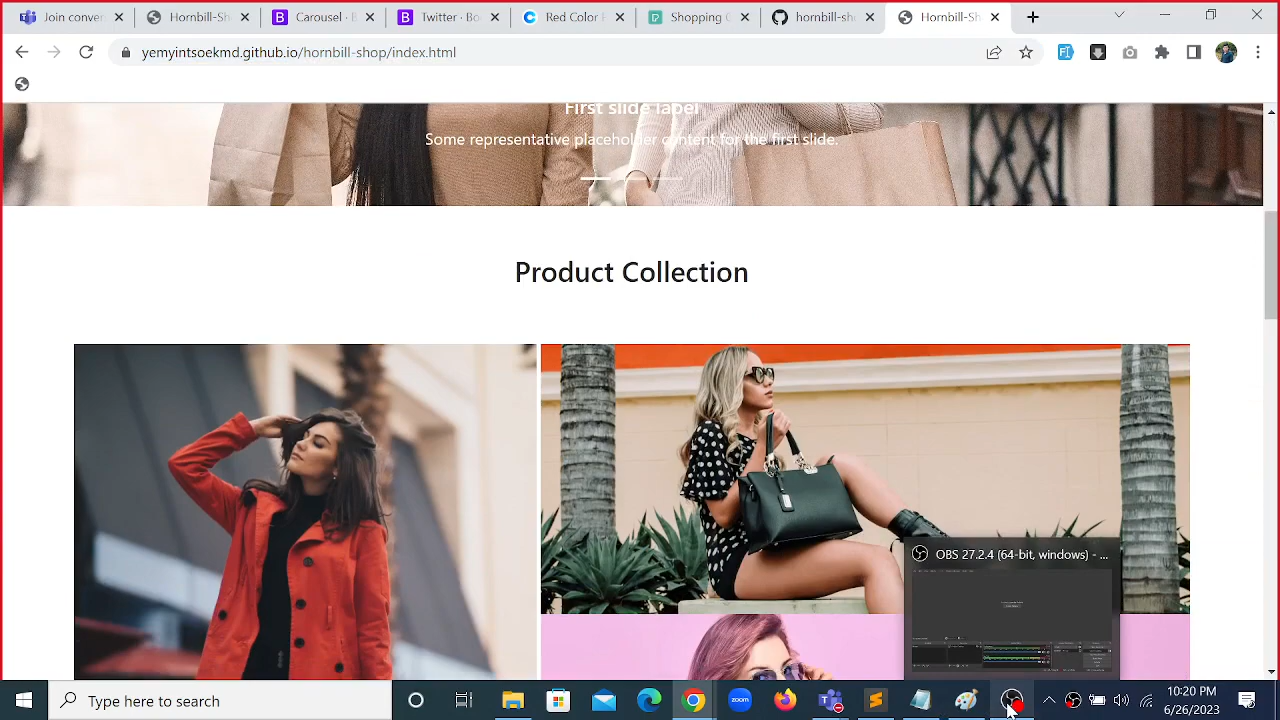 Join conver
Hornbill-Sh
Carousel · B
Twitter · Bo
Red Color H
Shopping C
hornbill-sho
Hornbill-Sh
yemyintsoekmd.github.io/hornbill-shop/index.html
First slide label
Some representative placeholder content for the first slide.
Product Collection
OBS 27.2.4 (64-bit, windows) - ...
Type here to search
zoom
10:20 PM
6/26/2023